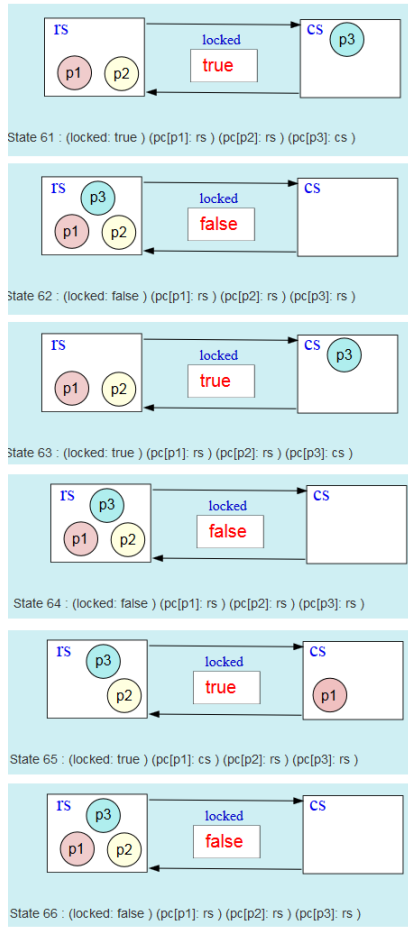 rs
locked
cs
p3
true
p1
p2
State 61 : (locked: true ) (pc[p1]: rs ) (pc[p2]: rs ) (pc[p3]: cs )
rs
locked
cs
p3
false
p1
p2
State 62 : (locked: false ) (pc[p1]: rs ) (pc[p2]: rs ) (pc[p3]: rs )
rs
locked
cs
p3
true
p1
p2
State 63 : (locked: true ) (pc[p1]: rs ) (pc[p2]: rs ) (pc[p3]: cs )
rs
locked
cs
p3
false
p1
p2
State 64 : (locked: false ) (pc[p1]: rs ) (pc[p2]: rs ) (pc[p3]: rs )
rs
locked
cs
p3
true
p2
p1
State 65 : (locked: true ) (pc[p1]: cs ) (pc[p2]: rs ) (pc[p3]: rs )
rs
locked
cs
p3
false
p1
p2
State 66 : (locked: false ) (pc[p1]: rs ) (pc[p2]: rs ) (pc[p3]: rs )